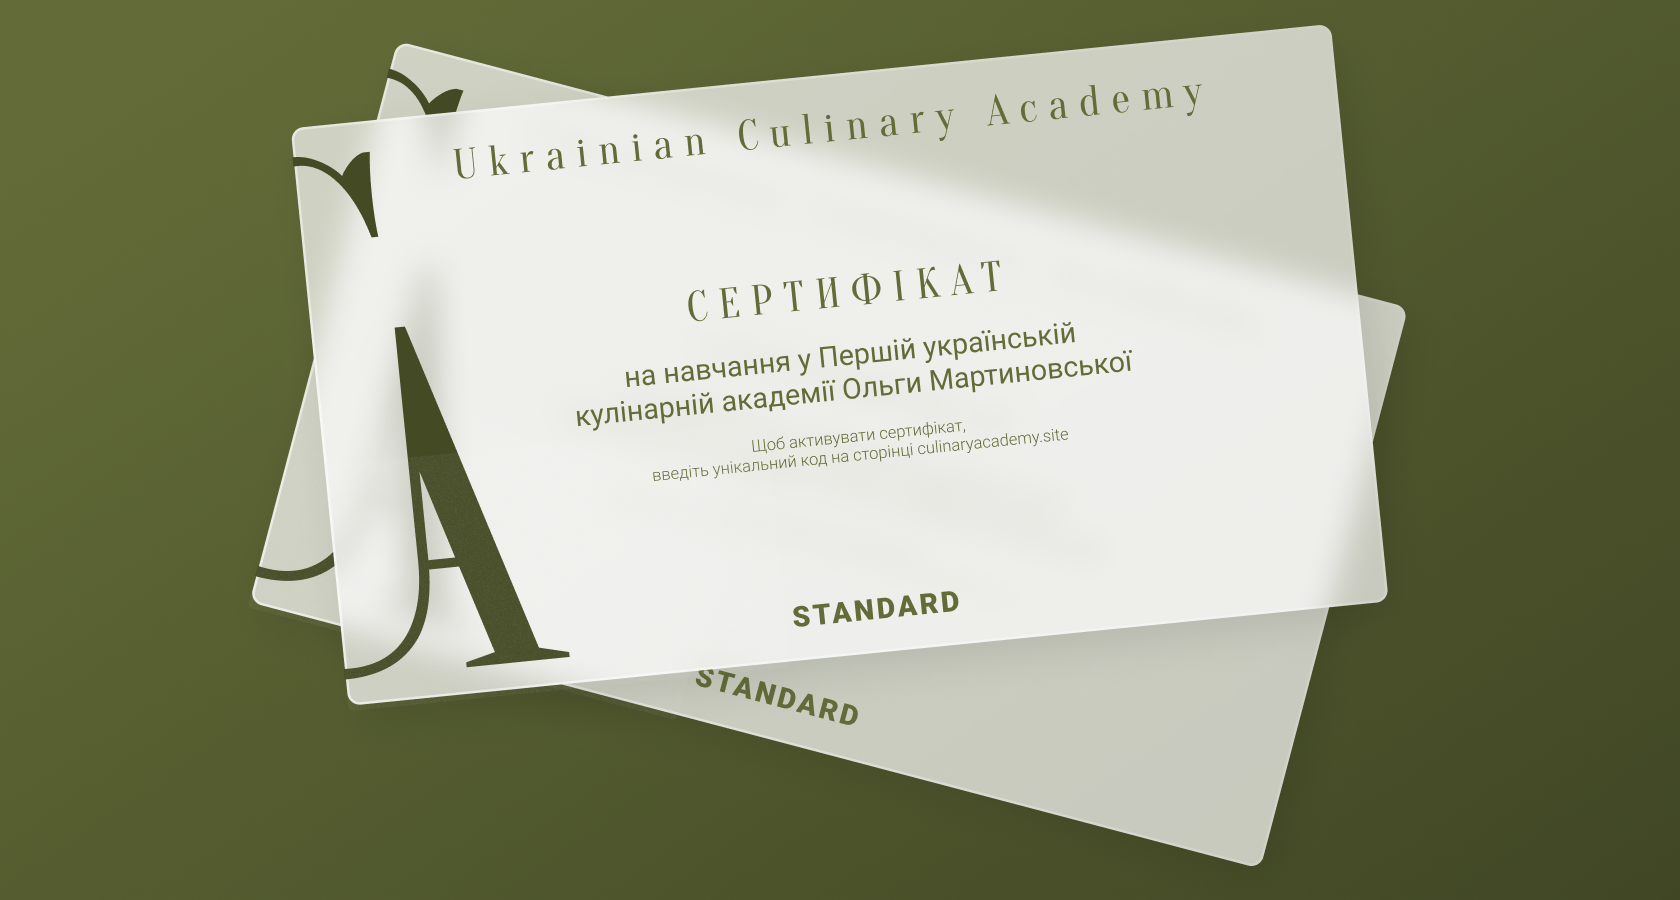 Ukrainian Culinary Academy
СЕРТИФІКАТ
на навчання у Першій українській
кулінарній академії Ольги Мартиновської
Щоб активувати сертифікат,
введіть унікальний код на сторінці culinaryacademy.site
STANDARD
STANDARD